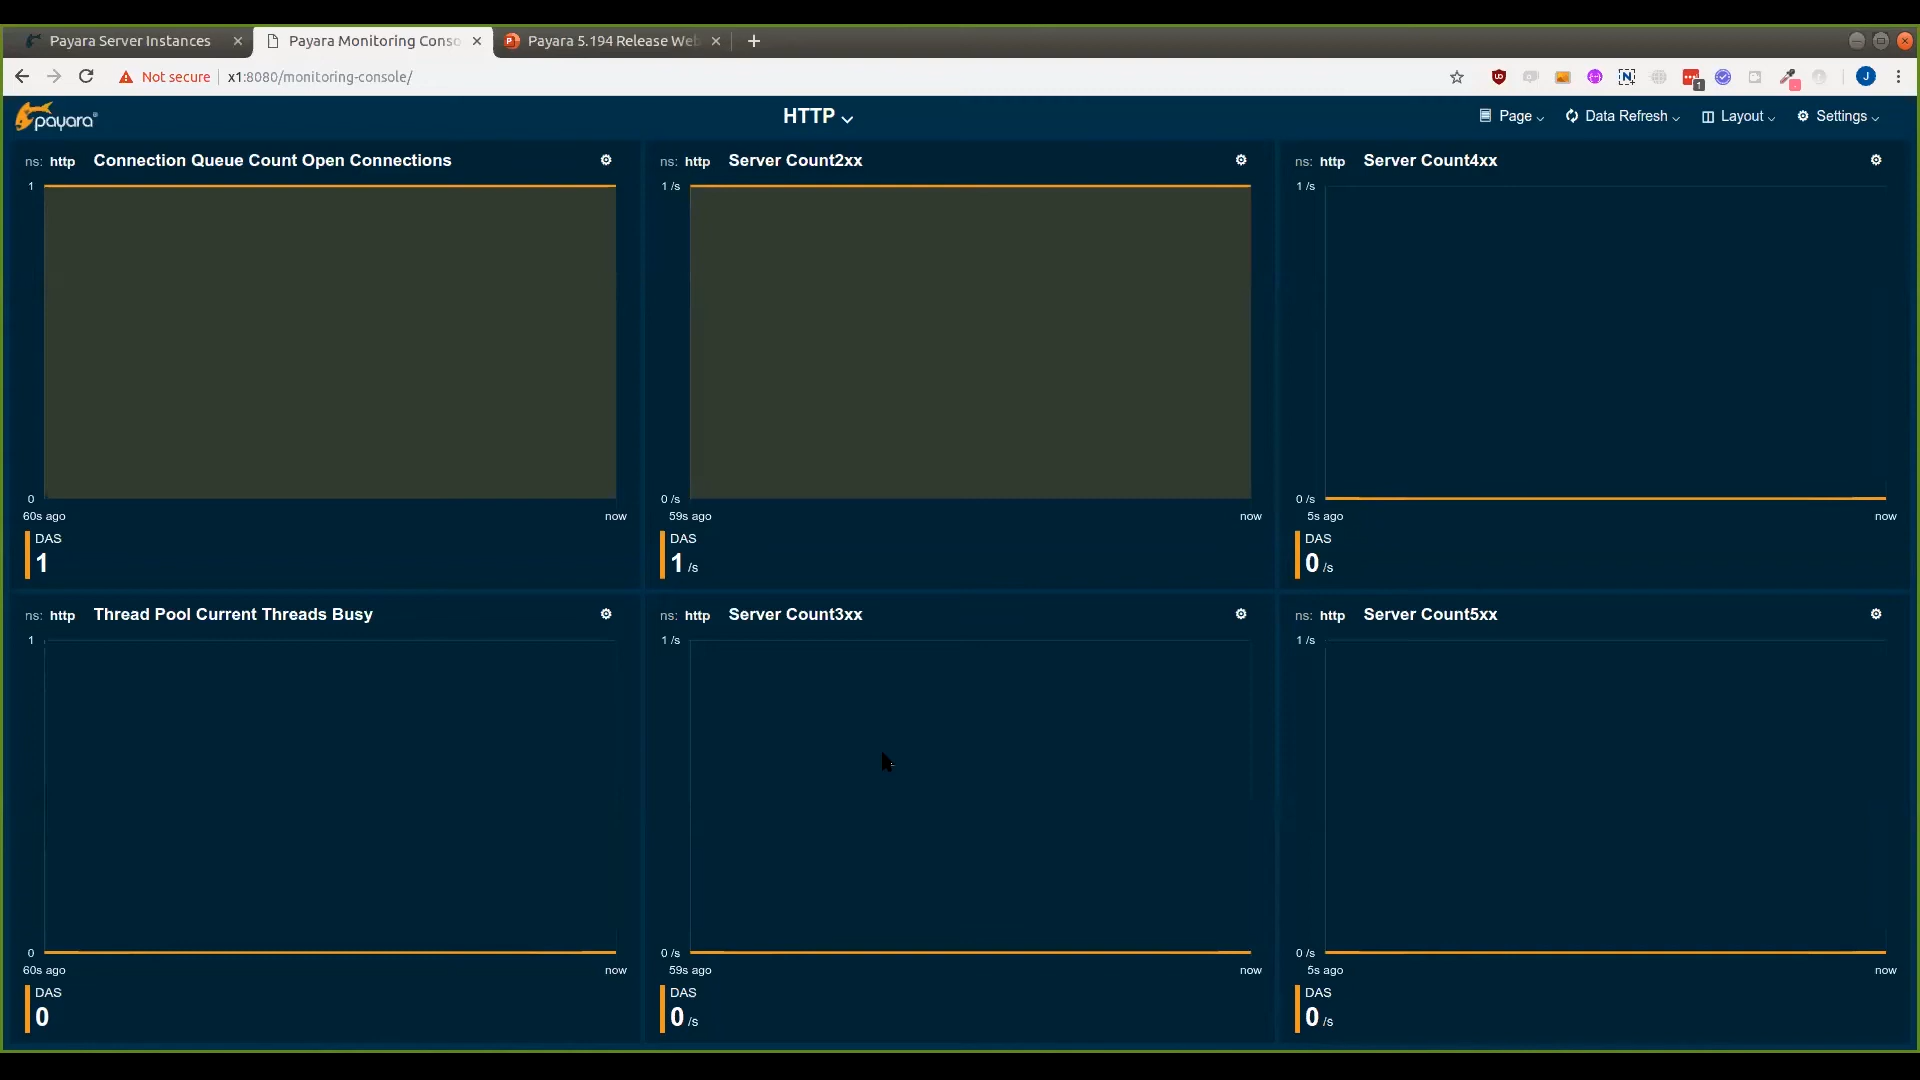 Payara Server Instances
Payara Monitoring Conso
Payara 5.194 Release Web
Not secure
x1:8080/monitoring-console/
1
J
payara
HTTP
Page
Data Refresh
Layout
Settings
ns: http Connection Queue Count Open Connections
1
0
60s ago
now
DAS
1
ns: http Server Count2xx
1 /s
0 /s
59s ago
now
DAS
1 /s
ns: http Server Count4xx
1 /s
0 /s
5s ago
now
DAS
0 /s
ns: http Thread Pool Current Threads Busy
1
0
60s ago
now
DAS
0
ns: http Server Count3xx
1 /s
0 /s
59s ago
now
DAS
0 /s
ns: http Server Count5xx
1 /s
0 /s
5s ago
now
DAS
0 /s